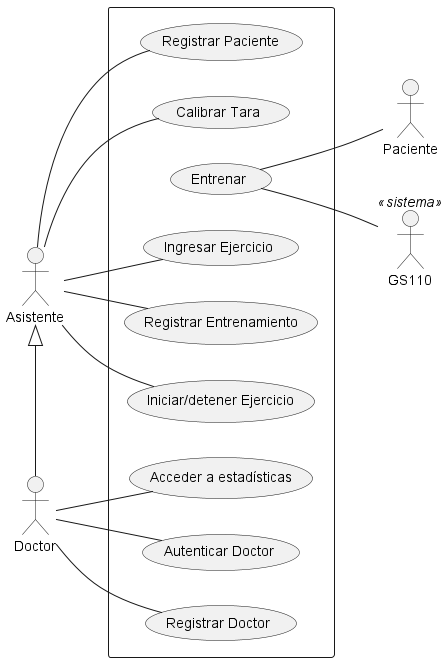 Registrar Paciente
Calibrar Tara
Paciente
Entrenar
«sistema»
Ingresar Ejercicio
GS110
Asistente
Registrar Entrenamiento
Iniciar/detener Ejercicio
Acceder a estadísticas
Doctor
Autenticar Doctor
Registrar Doctor